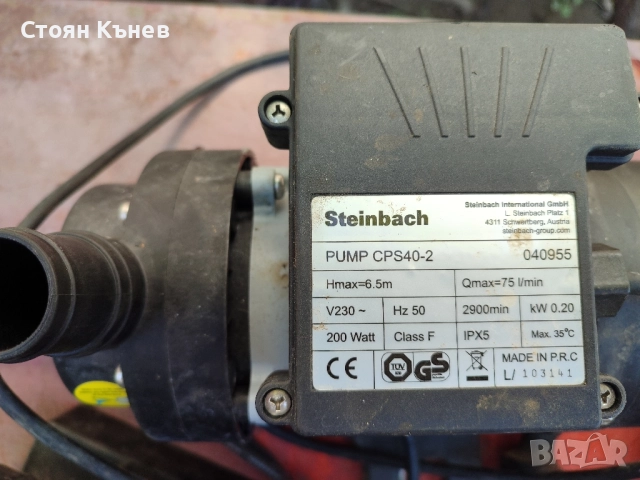 Стоян Кънев
Steinbach
Steinbach International GmbH
L. Steinbach Platz 1
4311 Schwertberg, Austria
steinbach-group.com
PUMP CPS40-2 040955
Hmax=6.5m Qmax=75 l/min
V230 ~ Hz 50 2900min kW 0.20
200 Watt Class F IPX5 Max. 35°C
CE TÜV GS MADE IN P.R.C
L/ 103141
BAZAR